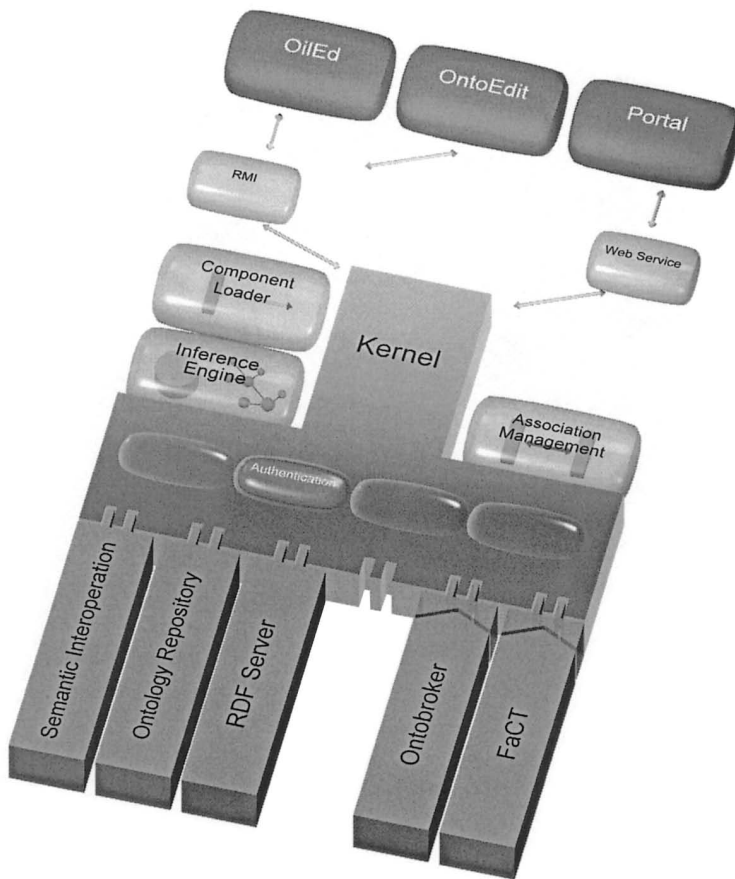 OilEd
OntoEdit
Portal
RMI
Web Service
Component
Loader
Kernel
Inference
Engine
Association
Management
Authentication
Semantic Interoperation
Ontology Repository
RDF Server
Ontobroker
FaCT